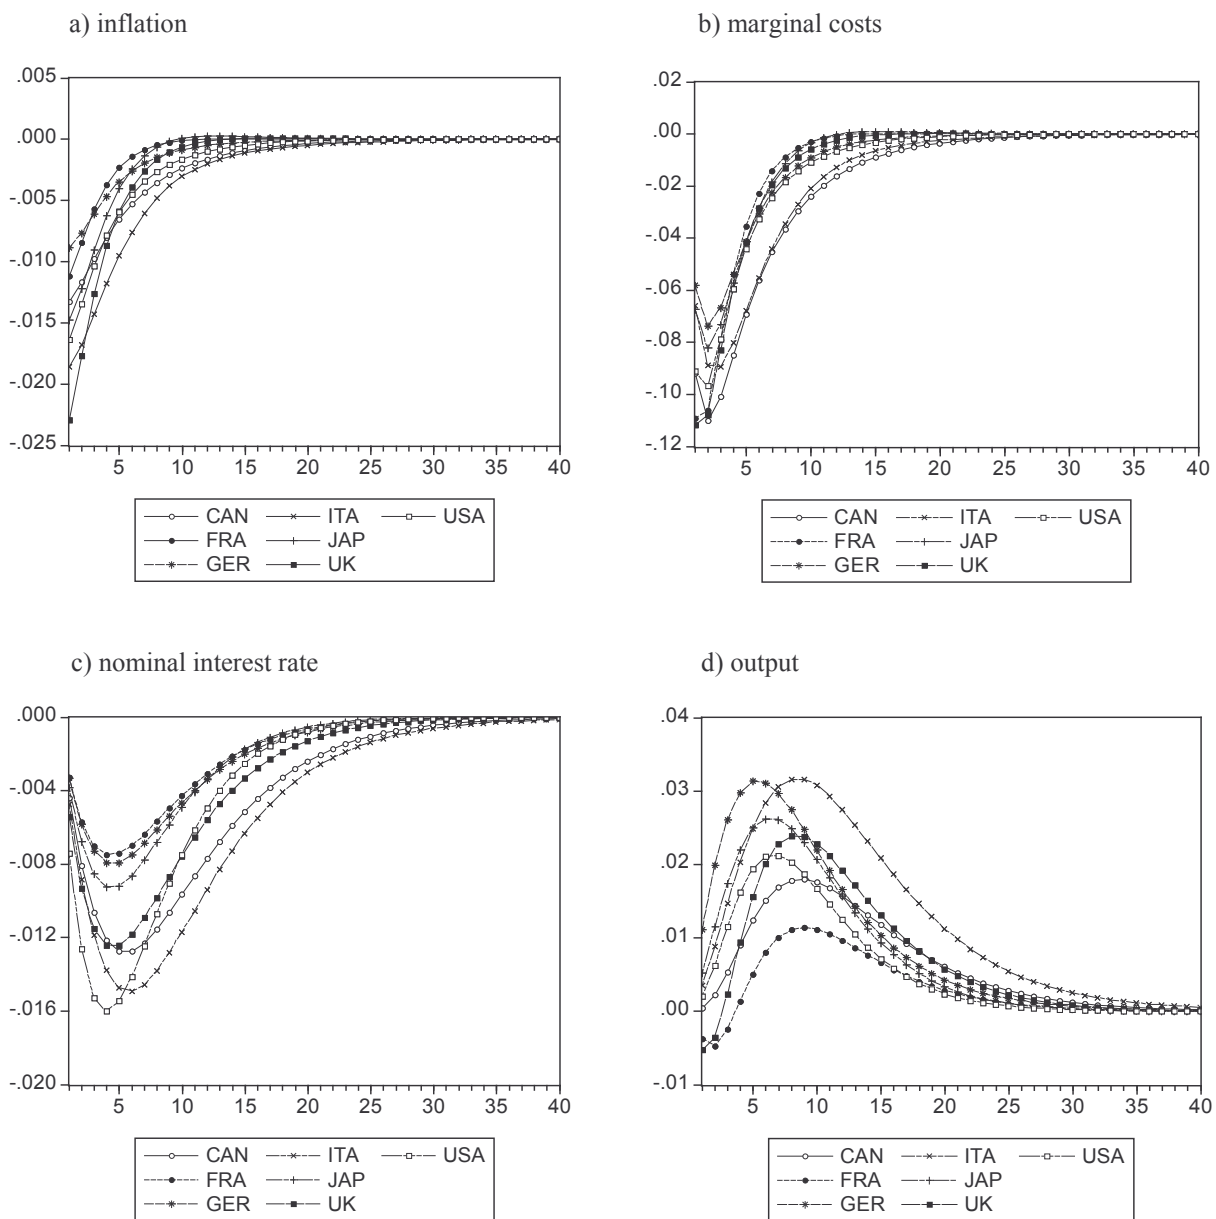 a) inflation
.005
.000
-.005
-.010
-.015
-.020
-.025
5 10 15 20 25 30 35 40
CAN ITA USA
FRA JAP
GER UK
b) marginal costs
.02
.00
-.02
-.04
-.06
-.08
-.10
-.12
5 10 15 20 25 30 35 40
CAN ITA USA
FRA JAP
GER UK
c) nominal interest rate
.000
-.004
-.008
-.012
-.016
-.020
5 10 15 20 25 30 35 40
CAN ITA USA
FRA JAP
GER UK
d) output
.04
.03
.02
.01
.00
-.01
5 10 15 20 25 30 35 40
CAN ITA USA
FRA JAP
GER UK